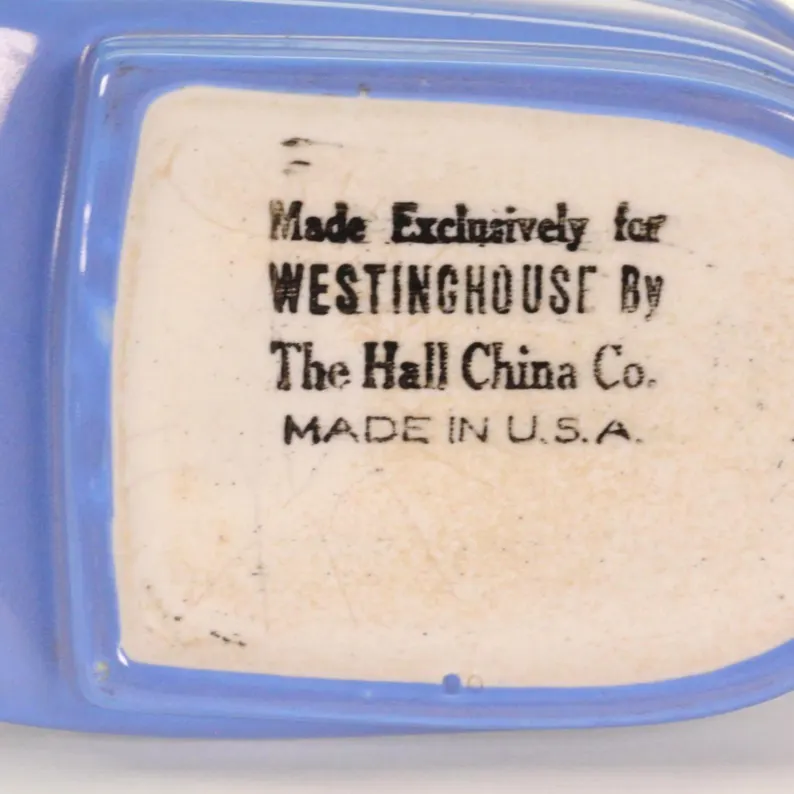 Made Exclusively for
WESTINGHOUSE By
The Hall China Co.
MADE IN U.S.A.